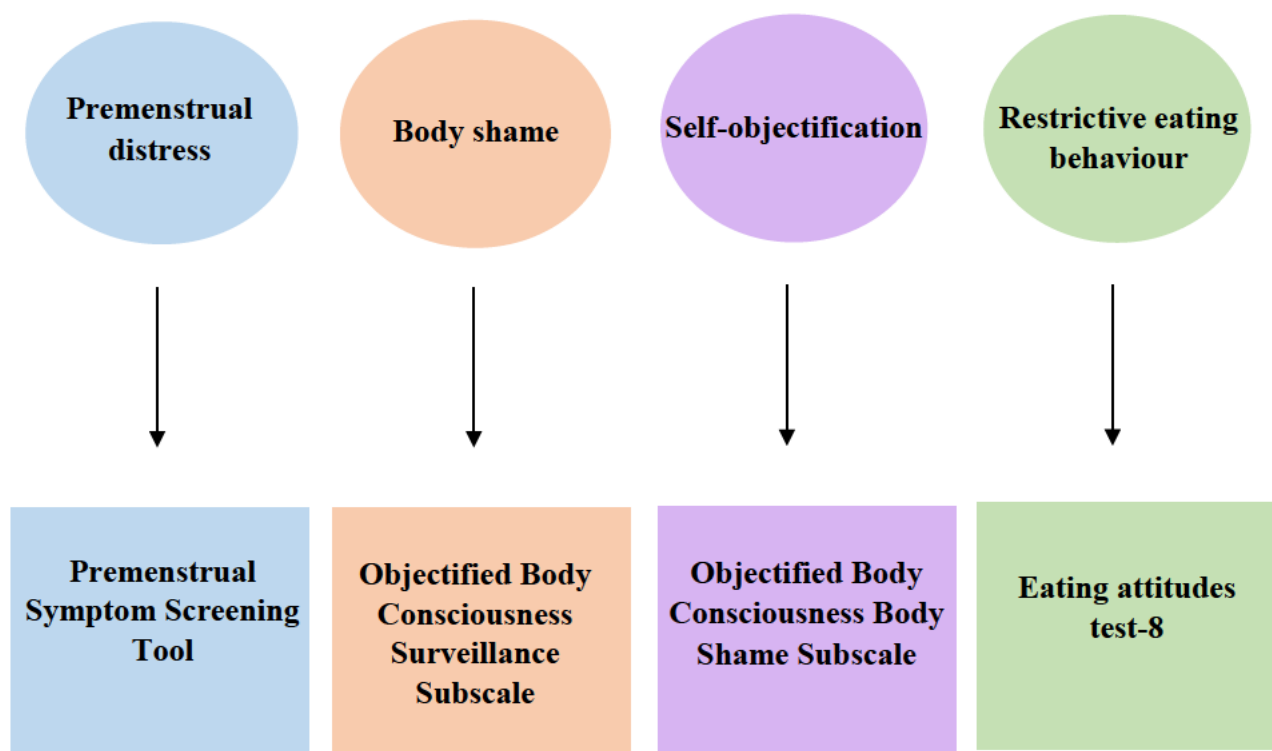 Premenstrual
distress
Body shame
Self-objectification
Restrictive eating
behaviour
Premenstrual
Symptom Screening
Tool
Objectified Body
Consciousness
Surveillance
Subscale
Objectified Body
Consciousness Body
Shame Subscale
Eating attitudes
test-8